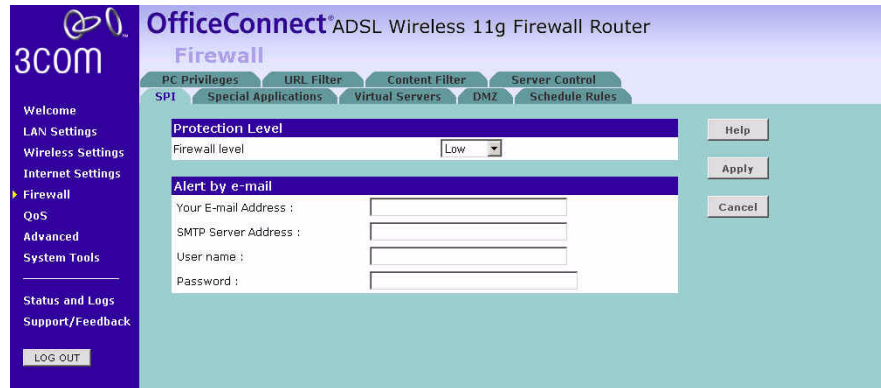 3COM
OfficeConnect® ADSL Wireless 11g Firewall Router
Firewall
PC Privileges URL Filter Content Filter Server Control
SPI Special Applications Virtual Servers DMZ Schedule Rules
Welcome
LAN Settings
Wireless Settings
Internet Settings
Firewall
QoS
Advanced
System Tools
Status and Logs
Support/Feedback
LOG OUT
Protection Level
Firewall level Low
Alert by e-mail
Your E-mail Address :
SMTP Server Address :
User name :
Password :
Help
Apply
Cancel